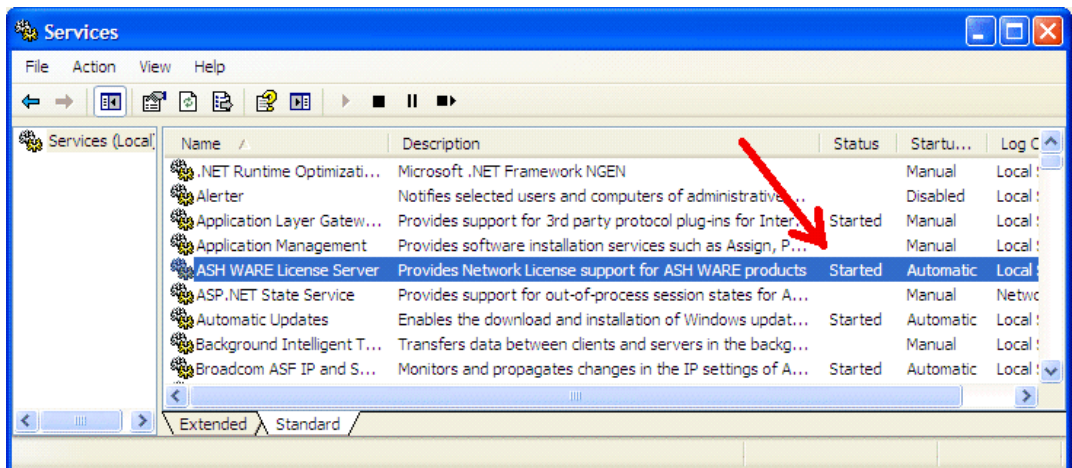 Services
File Action View Help
Services (Local)
Name Description Status Startu... Log O
.NET Runtime Optimizati... Microsoft .NET Framework NGEN Manual Local
Alerter Notifies selected users and computers of administrative ... Disabled Local
Application Layer Gatew... Provides support for 3rd party protocol plug-ins for Inter... Started Manual Local
Application Management Provides software installation services such as Assign, P... Manual Local
ASH WARE License Server Provides Network License support for ASH WARE products Started Automatic Local
ASP.NET State Service Provides support for out-of-process session states for A... Manual Netwo
Automatic Updates Enables the download and installation of Windows updat... Started Automatic Local
Background Intelligent T... Transfers data between clients and servers in the backg... Manual Local
Broadcom ASF IP and S... Monitors and propagates changes in the IP settings of A... Started Automatic Local
Extended Standard